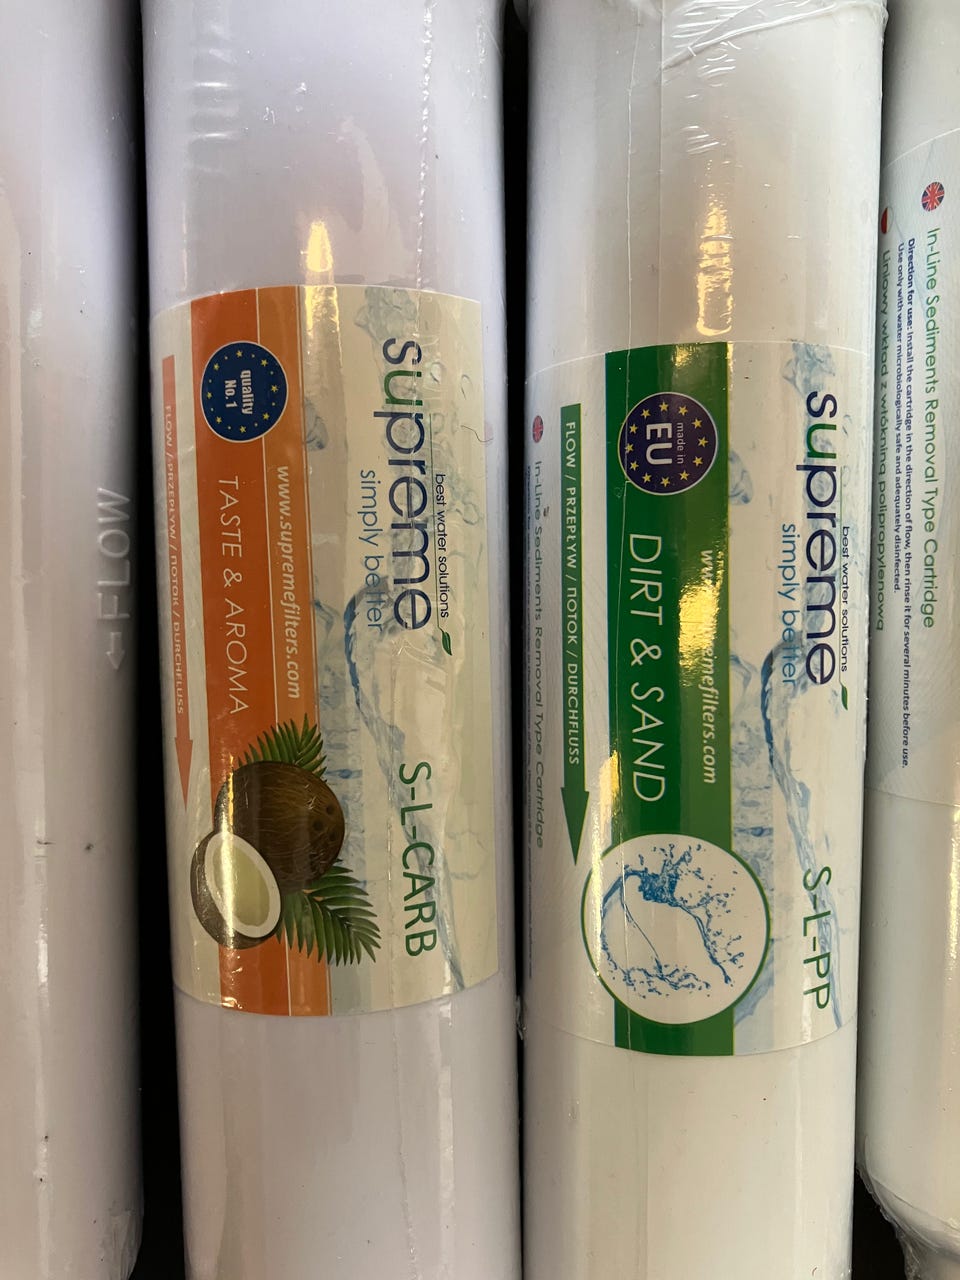 FLOW
quality
No.1
FLOW / PRZEPŁYW / ПОТОК / DURCHFLUSS
TASTE & AROMA
www.supremefilters.com
supreme
best water solutions
simply better
S-L-CARB
In-Line Sediments Removal Type Cartridge
FLOW / PRZEPŁYW / ПОТОК / DURCHFLUSS
made in
EU
DIRT & SAND
www.supremefilters.com
supreme
best water solutions
simply better
S-L-PP
In-Line Sediments Removal Type Cartridge
Direction for use: Install the cartridge in the direction of flow, then rinse it for several minutes before use.
Use only with water microbiologically safe and adequately disinfected.
Liniowy wkład z włókniną polipropylenową